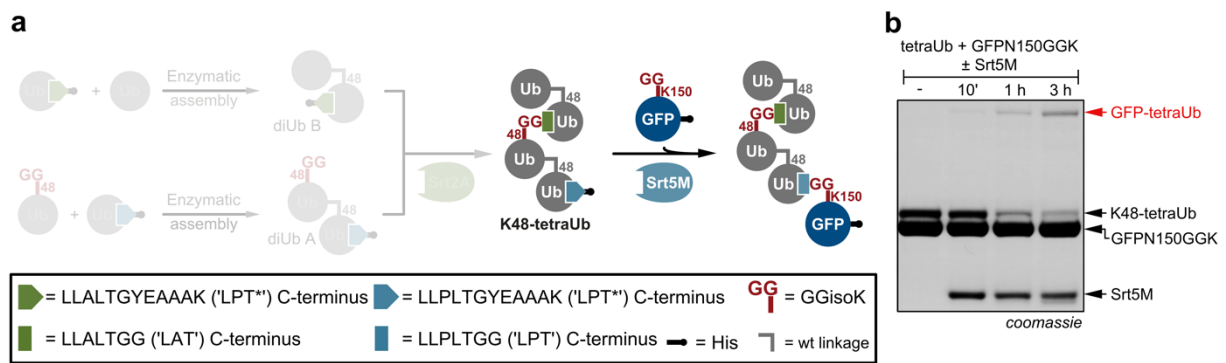 a
Ub + Ub
Enzymatic
assembly
48
diUb B
GG
48
Ub + Ub
Enzymatic
assembly
GG
48
48
Ub
diUb A
Srt2A
Ub
48
GG Ub
48
Ub
48
Ub
K48-tetraUb
GG
K150
GFP
Srt5M
Ub
48
GG Ub
48
Ub
48
Ub GG
K150
GFP
= LLALTGYEAAAK ('LPT*') C-terminus
= LLPLTGYEAAAK ('LPT*') C-terminus
GG = GGisoK
= LLALTGG ('LAT') C-terminus
= LLPLTGG ('LPT') C-terminus
= His
= wt linkage
b
tetraUb + GFPN150GGK
± Srt5M
- 10' 1 h 3 h
GFP-tetraUb
K48-tetraUb
GFPN150GGK
Srt5M
coomassie